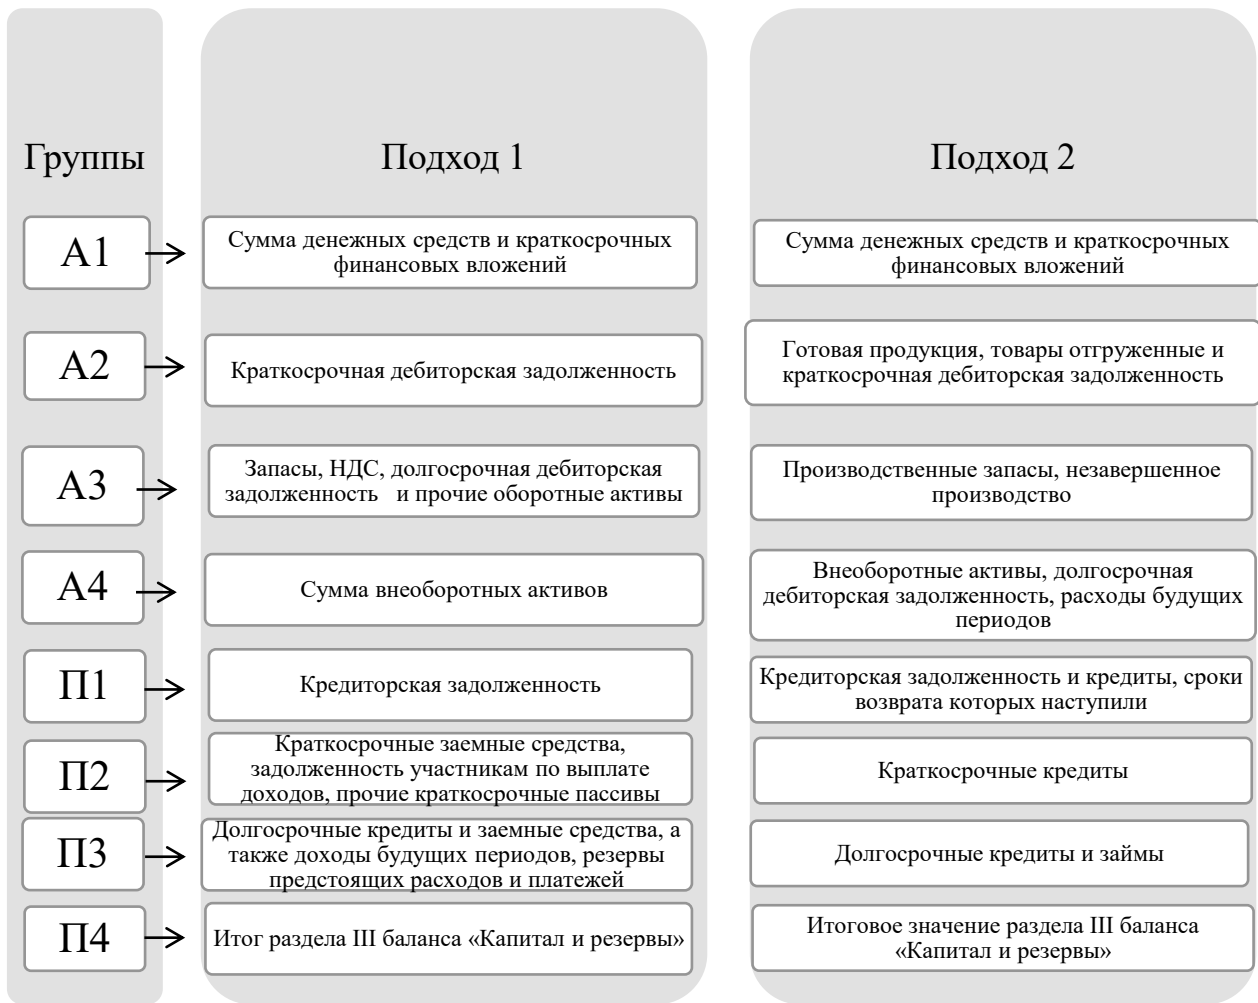 Группы
Подход 1
Подход 2
А1
Сумма денежных средств и краткосрочных
финансовых вложений
Сумма денежных средств и краткосрочных
финансовых вложений
А2
Краткосрочная дебиторская задолженность
Готовая продукция, товары отгруженные и
краткосрочная дебиторская задолженность
А3
Запасы, НДС, долгосрочная дебиторская
задолженность и прочие оборотные активы
Производственные запасы, незавершенное
производство
А4
Сумма внеоборотных активов
Внеоборотные активы, долгосрочная
дебиторская задолженность, расходы будущих
периодов
П1
Кредиторская задолженность
Кредиторская задолженность и кредиты, сроки
возврата которых наступили
П2
Краткосрочные заемные средства,
задолженность участникам по выплате
доходов, прочие краткосрочные пассивы
Краткосрочные кредиты
П3
Долгосрочные кредиты и заемные средства, а
также доходы будущих периодов, резервы
предстоящих расходов и платежей
Долгосрочные кредиты и займы
П4
Итог раздела III баланса «Капитал и резервы»
Итоговое значение раздела III баланса
«Капитал и резервы»